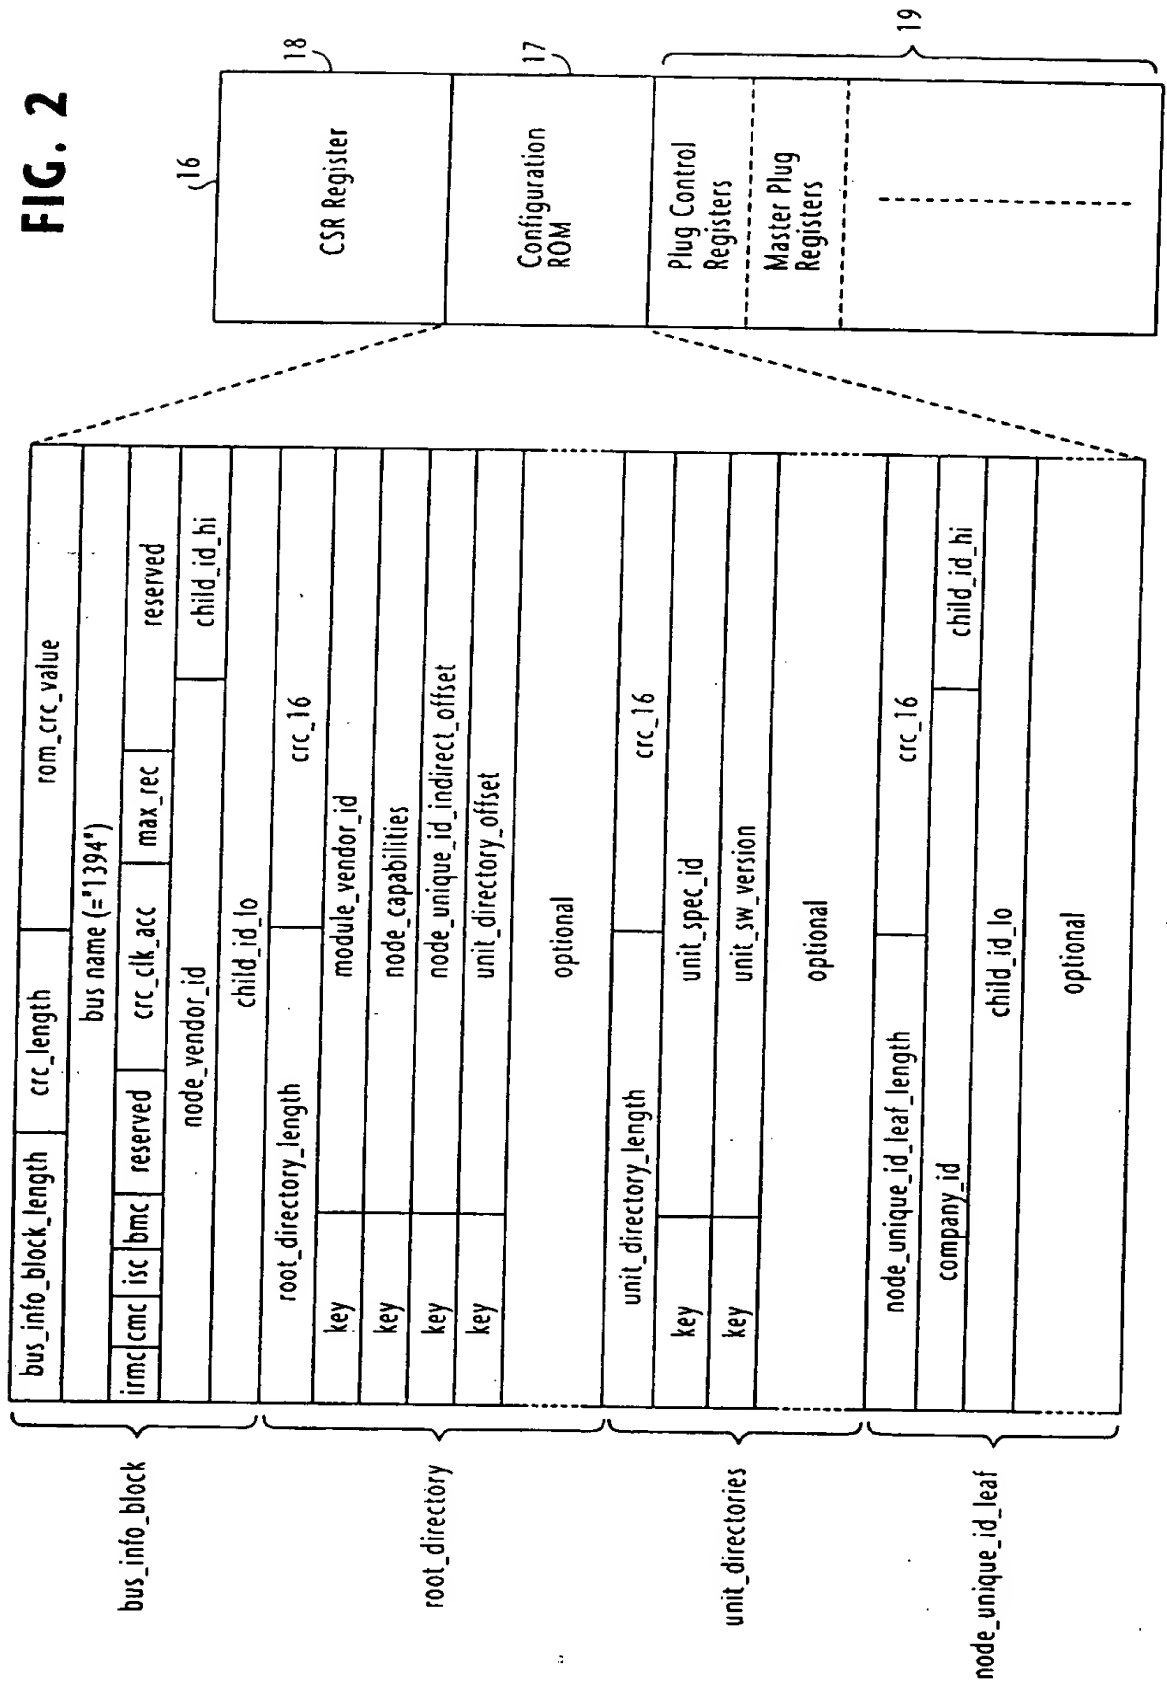 FIG. 2
16
CSR Register
18
Configuration
ROM
17
Plug Control
Registers
Master Plug
Registers
19
bus_info_block
bus_info_block_length
crc_length
rom_crc_value
bus name (="1394")
irmc
cmc
isc
bmc
reserved
crc_clk_acc
max_rec
reserved
node_vendor_id
child_id_hi
child_id_lo
root_directory
root_directory_length
crc_16
key
module_vendor_id
key
node_capabilities
key
node_unique_id_indirect_offset
key
unit_directory_offset
optional
unit_directories
unit_directory_length
crc_16
key
unit_spec_id
key
unit_sw_version
optional
node_unique_id_leaf
node_unique_id_leaf_length
crc_16
company_id
child_id_hi
child_id_lo
optional